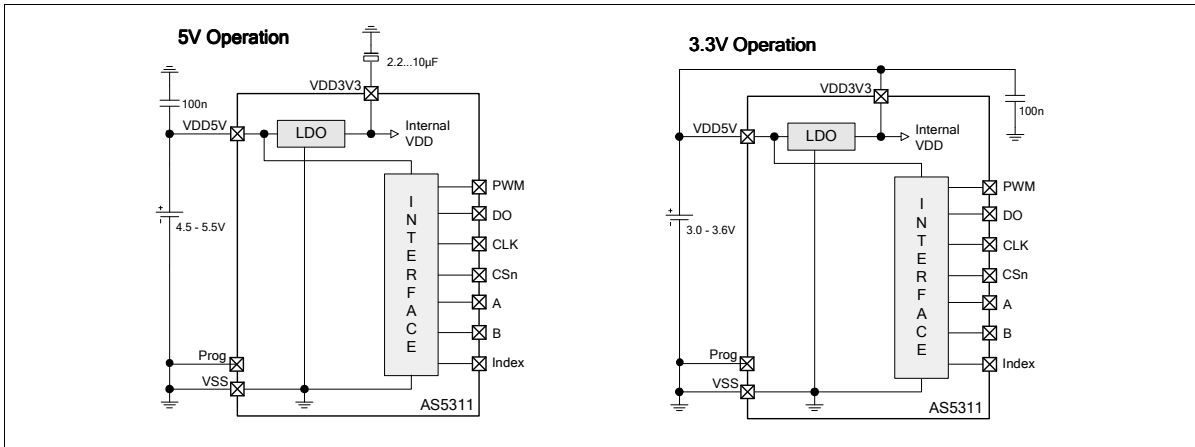 5V Operation
2.2...10µF
VDD3V3
100n
VDD5V
LDO
Internal
VDD
+
-
4.5 - 5.5V
INTERFACE
PWM
DO
CLK
CSn
A
B
Index
Prog
VSS
AS5311
3.3V Operation
VDD3V3
100n
VDD5V
LDO
Internal
VDD
+
-
3.0 - 3.6V
INTERFACE
PWM
DO
CLK
CSn
A
B
Index
Prog
VSS
AS5311